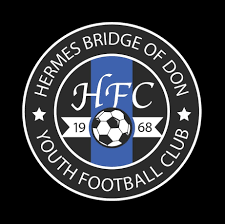 HERMES BRIDGE OF DON
HFC
19 68
YOUTH FOOTBALL CLUB